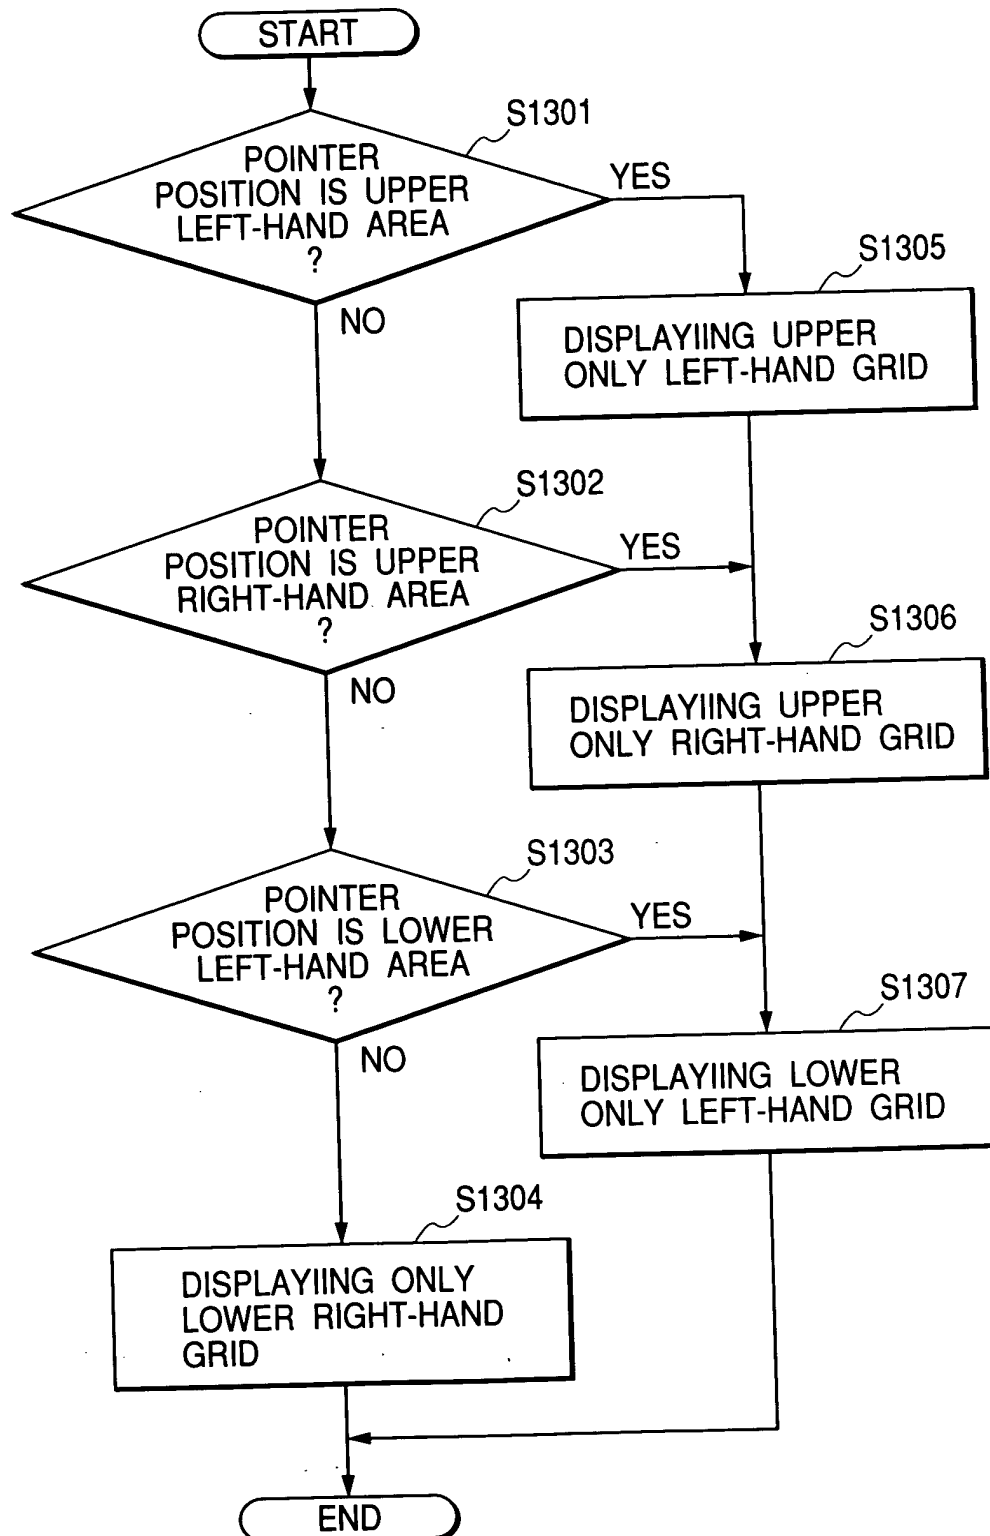 START
S1301
POINTER
POSITION IS UPPER
LEFT-HAND AREA
?
YES
NO
S1305
DISPLAYIING UPPER
ONLY LEFT-HAND GRID
S1302
POINTER
POSITION IS UPPER
RIGHT-HAND AREA
?
YES
NO
S1306
DISPLAYIING UPPER
ONLY RIGHT-HAND GRID
S1303
POINTER
POSITION IS LOWER
LEFT-HAND AREA
?
YES
NO
S1307
DISPLAYIING LOWER
ONLY LEFT-HAND GRID
S1304
DISPLAYIING ONLY
LOWER RIGHT-HAND
GRID
END